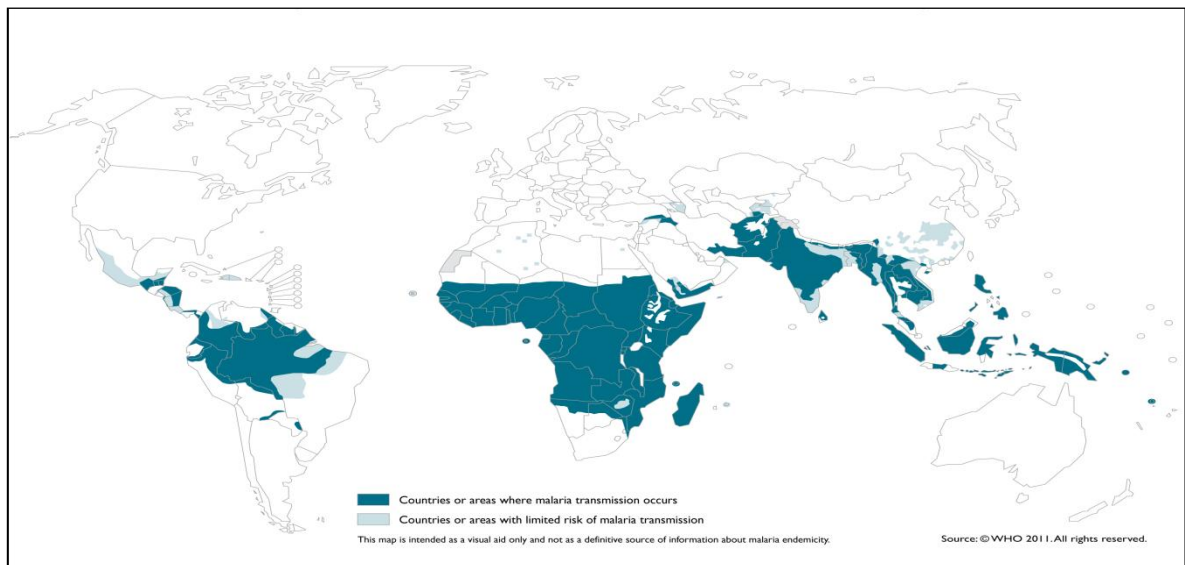 Countries or areas where malaria transmission occurs
Countries or areas with limited risk of malaria transmission
This map is intended as a visual aid only and not as a definitive source of information about malaria endemicity.
Source: © WHO 2011. All rights reserved.